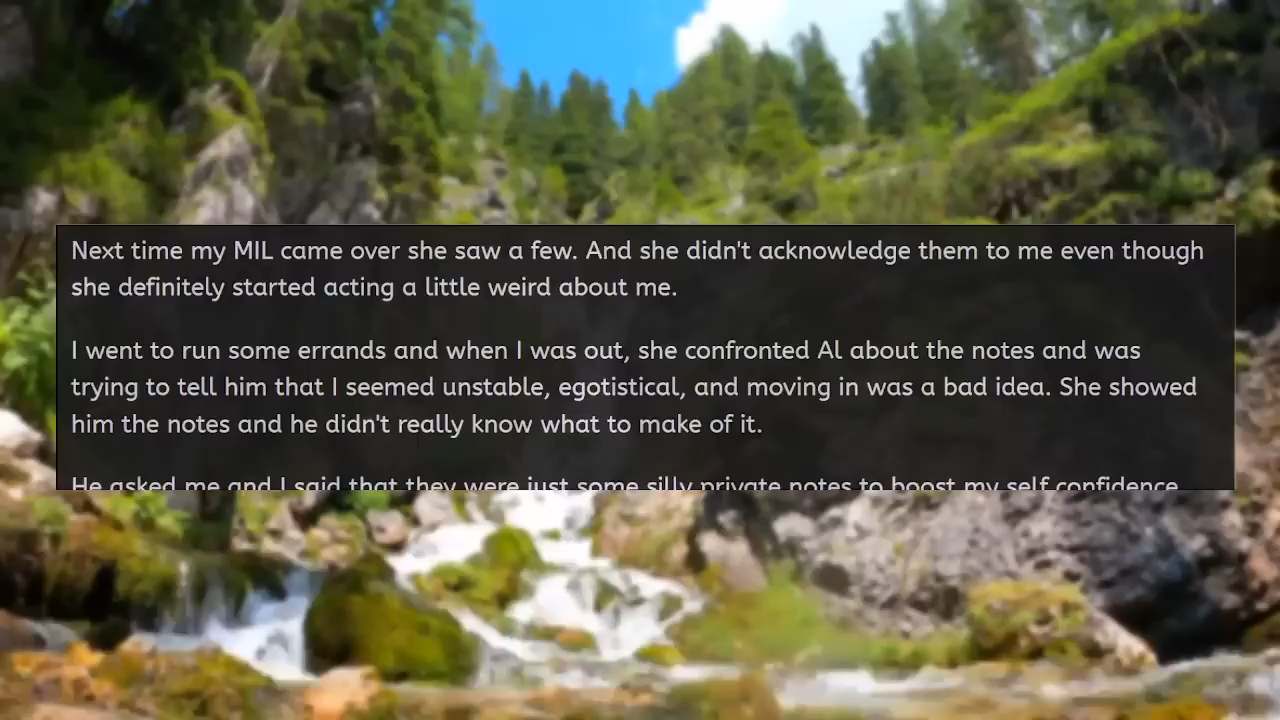 Next time my MIL came over she saw a few. And she didn't acknowledge them to me even though
she definitely started acting a little weird about me.
I went to run some errands and when I was out, she confronted Al about the notes and was
trying to tell him that I seemed unstable, egotistical, and moving in was a bad idea. She showed
him the notes and he didn't really know what to make of it.
He asked me and I said that they were just some silly private notes to boost my self confidence